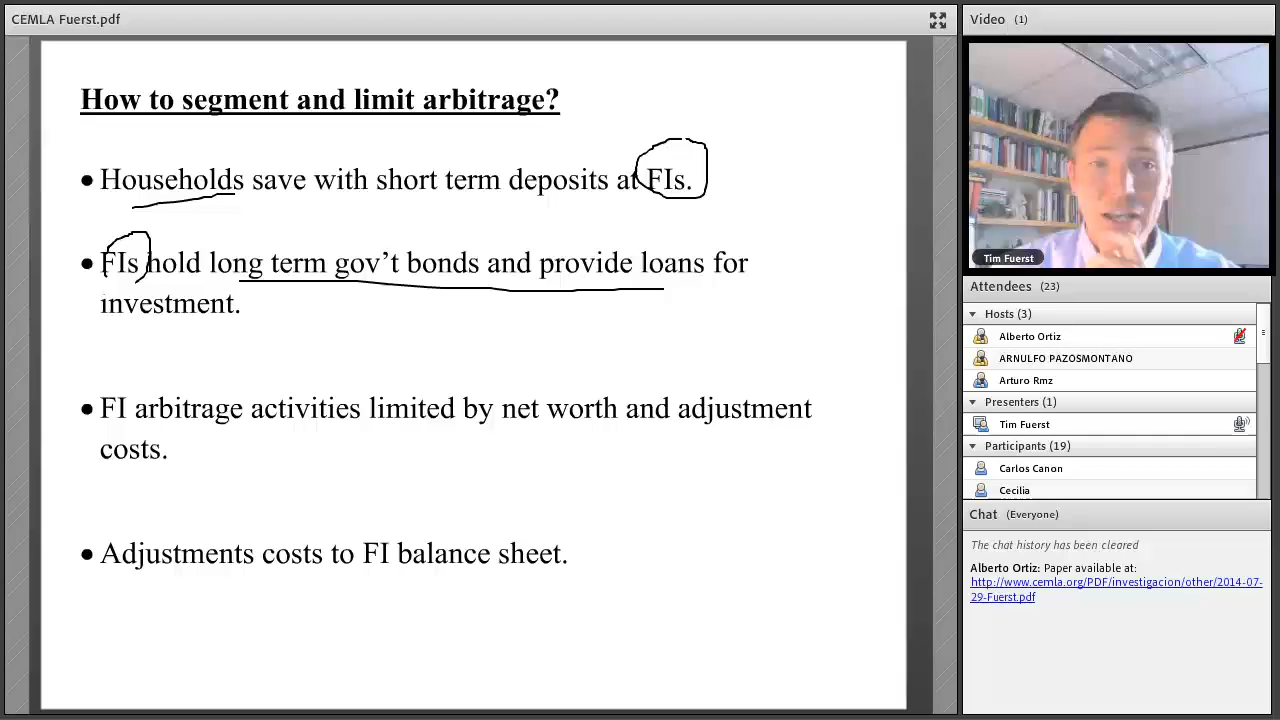 CEMLA Fuerst.pdf
How to segment and limit arbitrage?
• Households save with short term deposits at FIs.
• FIs hold long term gov’t bonds and provide loans for
investment.
• FI arbitrage activities limited by net worth and adjustment
costs.
• Adjustments costs to FI balance sheet.
Video (1)
Tim Fuerst
Attendees (23)
Hosts (3)
Alberto Ortiz
ARNULFO PAZOSMONTANO
Arturo Rmz
Presenters (1)
Tim Fuerst
Participants (19)
Carlos Canon
Cecilia
Chat (Everyone)
The chat history has been cleared
Alberto Ortiz: Paper available at:
http://www.cemla.org/PDF/investigacion/other/2014-07-
29-Fuerst.pdf